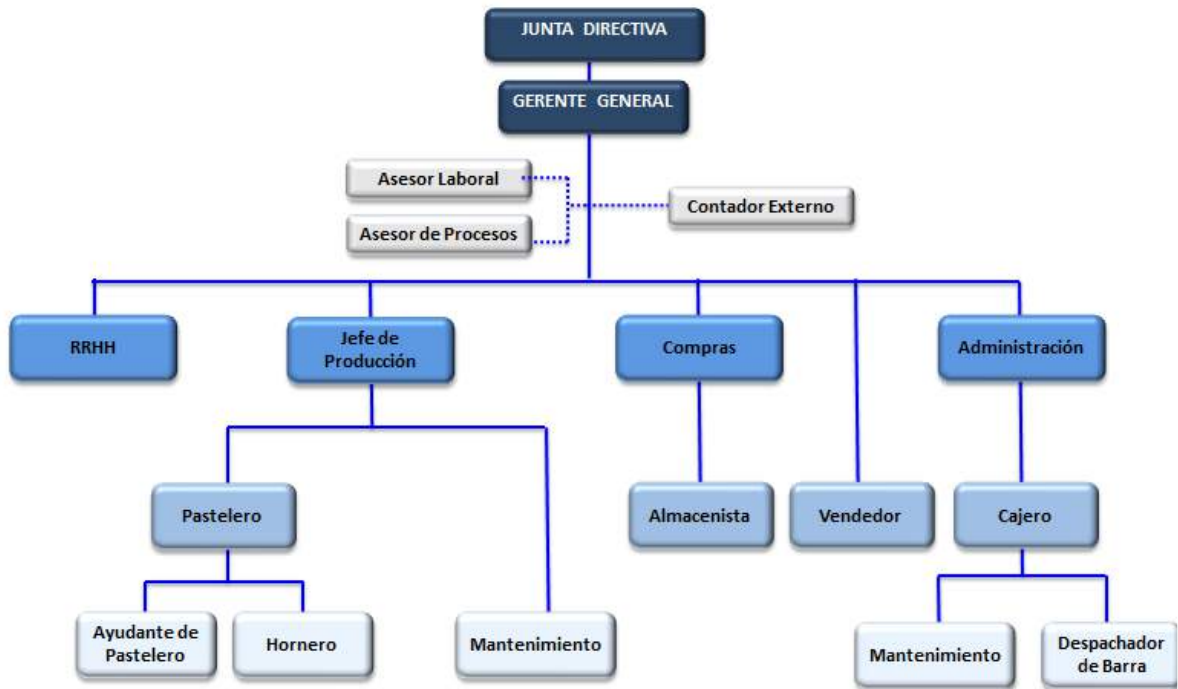 JUNTA DIRECTIVA
GERENTE GENERAL
Asesor Laboral
Contador Externo
Asesor de Procesos
RRHH
Jefe de
Producción
Compras
Administración
Pastelero
Almacenista
Vendedor
Cajero
Ayudante de
Pastelero
Hornero
Mantenimiento
Mantenimiento
Despachador
de Barra